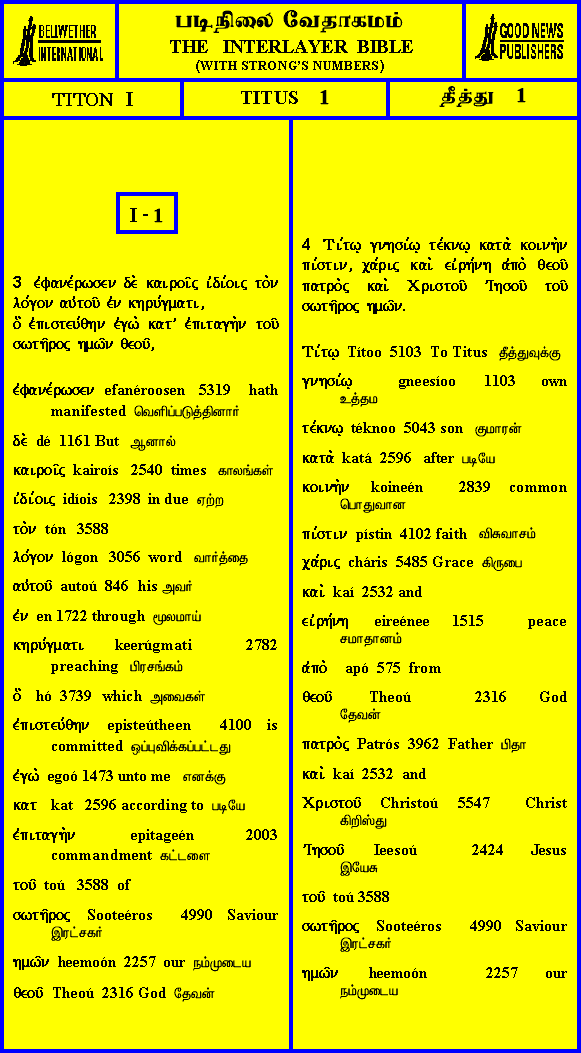 BELLWETHER
INTERNATIONAL
படிநிலை வேதாகமம்
THE INTERLAYER BIBLE
(WITH STRONG'S NUMBERS)
GOOD NEWS
PUBLISHERS
TITON I
TITUS 1
தீத்து 1
I - 1
3 ἐφανέρωσεν δὲ καιροῖς ἰδίοις τὸν
λόγον αὐτοῦ ἐν κηρύγματι,
ὃ ἐπιστεύθην ἐγὼ κατ' ἐπιταγὴν τοῦ
σωτῆρος ημῶν θεοῦ,
ἐφανέρωσεν efanéroosen 5319 hath
manifested வெளிப்படுத்தினார்
δὲ dé 1161 But ஆனால்
καιροῖς kairoís 2540 times காலங்கள்
ἰδίοις idíois 2398 in due ஏற்ற
τὸν tón 3588
λόγον lógon 3056 word வார்த்தை
αὐτοῦ autoú 846 his அவர்
ἐν en 1722 through மூலமாய்
κηρύγματι keerúgmati 2782
preaching பிரசங்கம்
ὃ hó 3739 which அவைகள்
ἐπιστεύθην episteútheen 4100 is
committed ஒப்புவிக்கப்பட்டது
ἐγὼ egoó 1473 unto me எனக்கு
κατ kat 2596 according to படியே
ἐπιταγὴν epitageén 2003
commandment கட்டளை
τοῦ toú 3588 of
σωτῆρος Sooteéros 4990 Saviour
இரட்சகர்
ημῶν heemoón 2257 our நம்முடைய
θεοῦ Theoú 2316 God தேவன்
4 Τίτῳ γνησίῳ τέκνῳ κατὰ κοινὴν
πίστιν, χάρις καὶ εἰρήνη ἀπὸ θεοῦ
πατρὸς καὶ Χριστοῦ Ἰησοῦ τοῦ
σωτῆρος ημῶν.
Τίτῳ Títoo 5103 To Titus தீத்துவுக்கு
γνησίῳ gneesíoo 1103 own
உத்தம
τέκνῳ téknoo 5043 son குமாரன்
κατὰ katá 2596 after படியே
κοινὴν koineén 2839 common
பொதுவான
πίστιν pístin 4102 faith விசுவாசம்
χάρις cháris 5485 Grace கிருபை
καὶ kaí 2532 and
εἰρήνη eireénee 1515 peace
சமாதானம்
ἀπὸ apó 575 from
θεοῦ Theoú 2316 God
தேவன்
πατρὸς Patrós 3962 Father பிதா
καὶ kaí 2532 and
Χριστοῦ Christoú 5547 Christ
கிறிஸ்து
Ἰησοῦ Ieesoú 2424 Jesus
இயேசு
τοῦ toú 3588
σωτῆρος Sooteéros 4990 Saviour
இரட்சகர்
ημῶν heemoón 2257 our
நம்முடைய